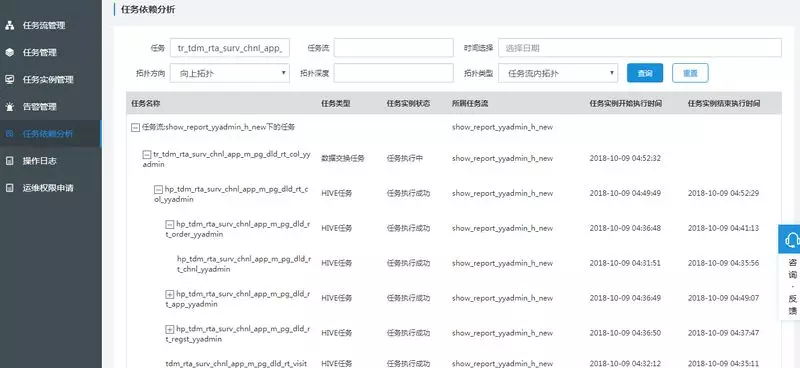 任务流管理
任务管理
任务实例管理
告警管理
任务依赖分析
操作日志
运维权限申请
任务依赖分析
任务 tr_tdm_rta_surv_chnl_app_ 任务流 时间选择 选择日期
拓扑方向 向上拓扑 拓扑深度 拓扑类型 任务流内拓扑 查询 重置
任务名称 任务类型 任务实例状态 所属任务流 任务实例开始执行时间 任务实例结束执行时间
任务流:show_report_yyadmin_h_new下的任务 show_report_yyadmin_h_new
tr_tdm_rta_surv_chnl_app_m_pg_dld_rt_col_yy
admin 数据交换任务 任务执行中 show_report_yyadmin_h_new 2018-10-09 04:52:32
hp_tdm_rta_surv_chnl_app_m_pg_dld_rt_c
ol_yyadmin HIVE任务 任务执行成功 show_report_yyadmin_h_new 2018-10-09 04:49:49 2018-10-09 04:52:29
hp_tdm_rta_surv_chnl_app_m_pg_dld_
rt_order_yyadmin HIVE任务 任务执行成功 show_report_yyadmin_h_new 2018-10-09 04:36:48 2018-10-09 04:41:13
hp_tdm_rta_surv_chnl_app_m_pg_dld_r
t_chnl_yyadmin HIVE任务 任务执行成功 show_report_yyadmin_h_new 2018-10-09 04:31:51 2018-10-09 04:35:56
hp_tdm_rta_surv_chnl_app_m_pg_dld_
rt_app_yyadmin HIVE任务 任务执行成功 show_report_yyadmin_h_new 2018-10-09 04:36:49 2018-10-09 04:49:07
hp_tdm_rta_surv_chnl_app_m_pg_dld_
rt_regst_yyadmin HIVE任务 任务执行成功 show_report_yyadmin_h_new 2018-10-09 04:36:50 2018-10-09 04:37:47
tdm_rta_surv_chnl_app_m_pg_dld_rt_visit HIVE任务 任务执行成功 show_report_yyadmin_h_new 2018-10-09 04:32:12 2018-10-09 04:35:11
咨询·反馈